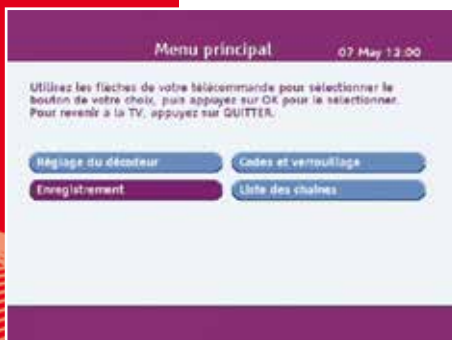 Menu principal
07 May 12:00
Utilisez les flèches de votre télécommande pour sélectionner le
bouton de votre choix, puis appuyez sur OK pour le sélectionner.
Pour revenir à la TV, appuyez sur QUITTER.
Réglage du décodeur
Codes et verrouillage
Enregistrement
Liste des chaînes